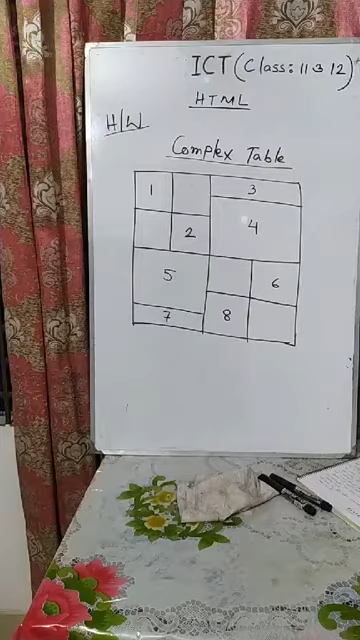 ICT (Class: 11 & 12)
HTML
H/W
Complex Table
1 3
2 4
5 6
7 8